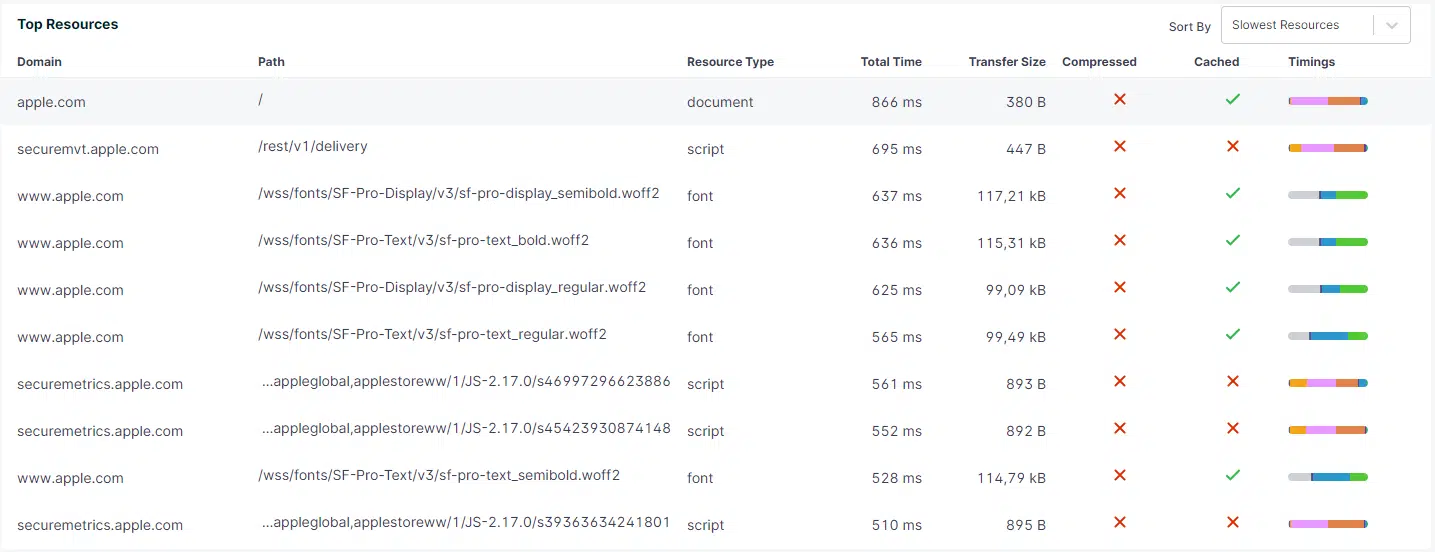 Top Resources
Sort By Slowest Resources
Domain Path Resource Type Total Time Transfer Size Compressed Cached Timings
apple.com / document 866 ms 380 B
securemvt.apple.com /rest/v1/delivery script 695 ms 447 B
www.apple.com /wss/fonts/SF-Pro-Display/v3/sf-pro-display_semibold.woff2 font 637 ms 117,21 kB
www.apple.com /wss/fonts/SF-Pro-Text/v3/sf-pro-text_bold.woff2 font 636 ms 115,31 kB
www.apple.com /wss/fonts/SF-Pro-Display/v3/sf-pro-display_regular.woff2 font 625 ms 99,09 kB
www.apple.com /wss/fonts/SF-Pro-Text/v3/sf-pro-text_regular.woff2 font 565 ms 99,49 kB
securemetrics.apple.com ...appleglobal,applestoreww/1/JS-2.17.0/s46997296623886 script 561 ms 893 B
securemetrics.apple.com ...appleglobal,applestoreww/1/JS-2.17.0/s45423930874148 script 552 ms 892 B
www.apple.com /wss/fonts/SF-Pro-Text/v3/sf-pro-text_semibold.woff2 font 528 ms 114,79 kB
securemetrics.apple.com ...appleglobal,applestoreww/1/JS-2.17.0/s39363634241801 script 510 ms 895 B